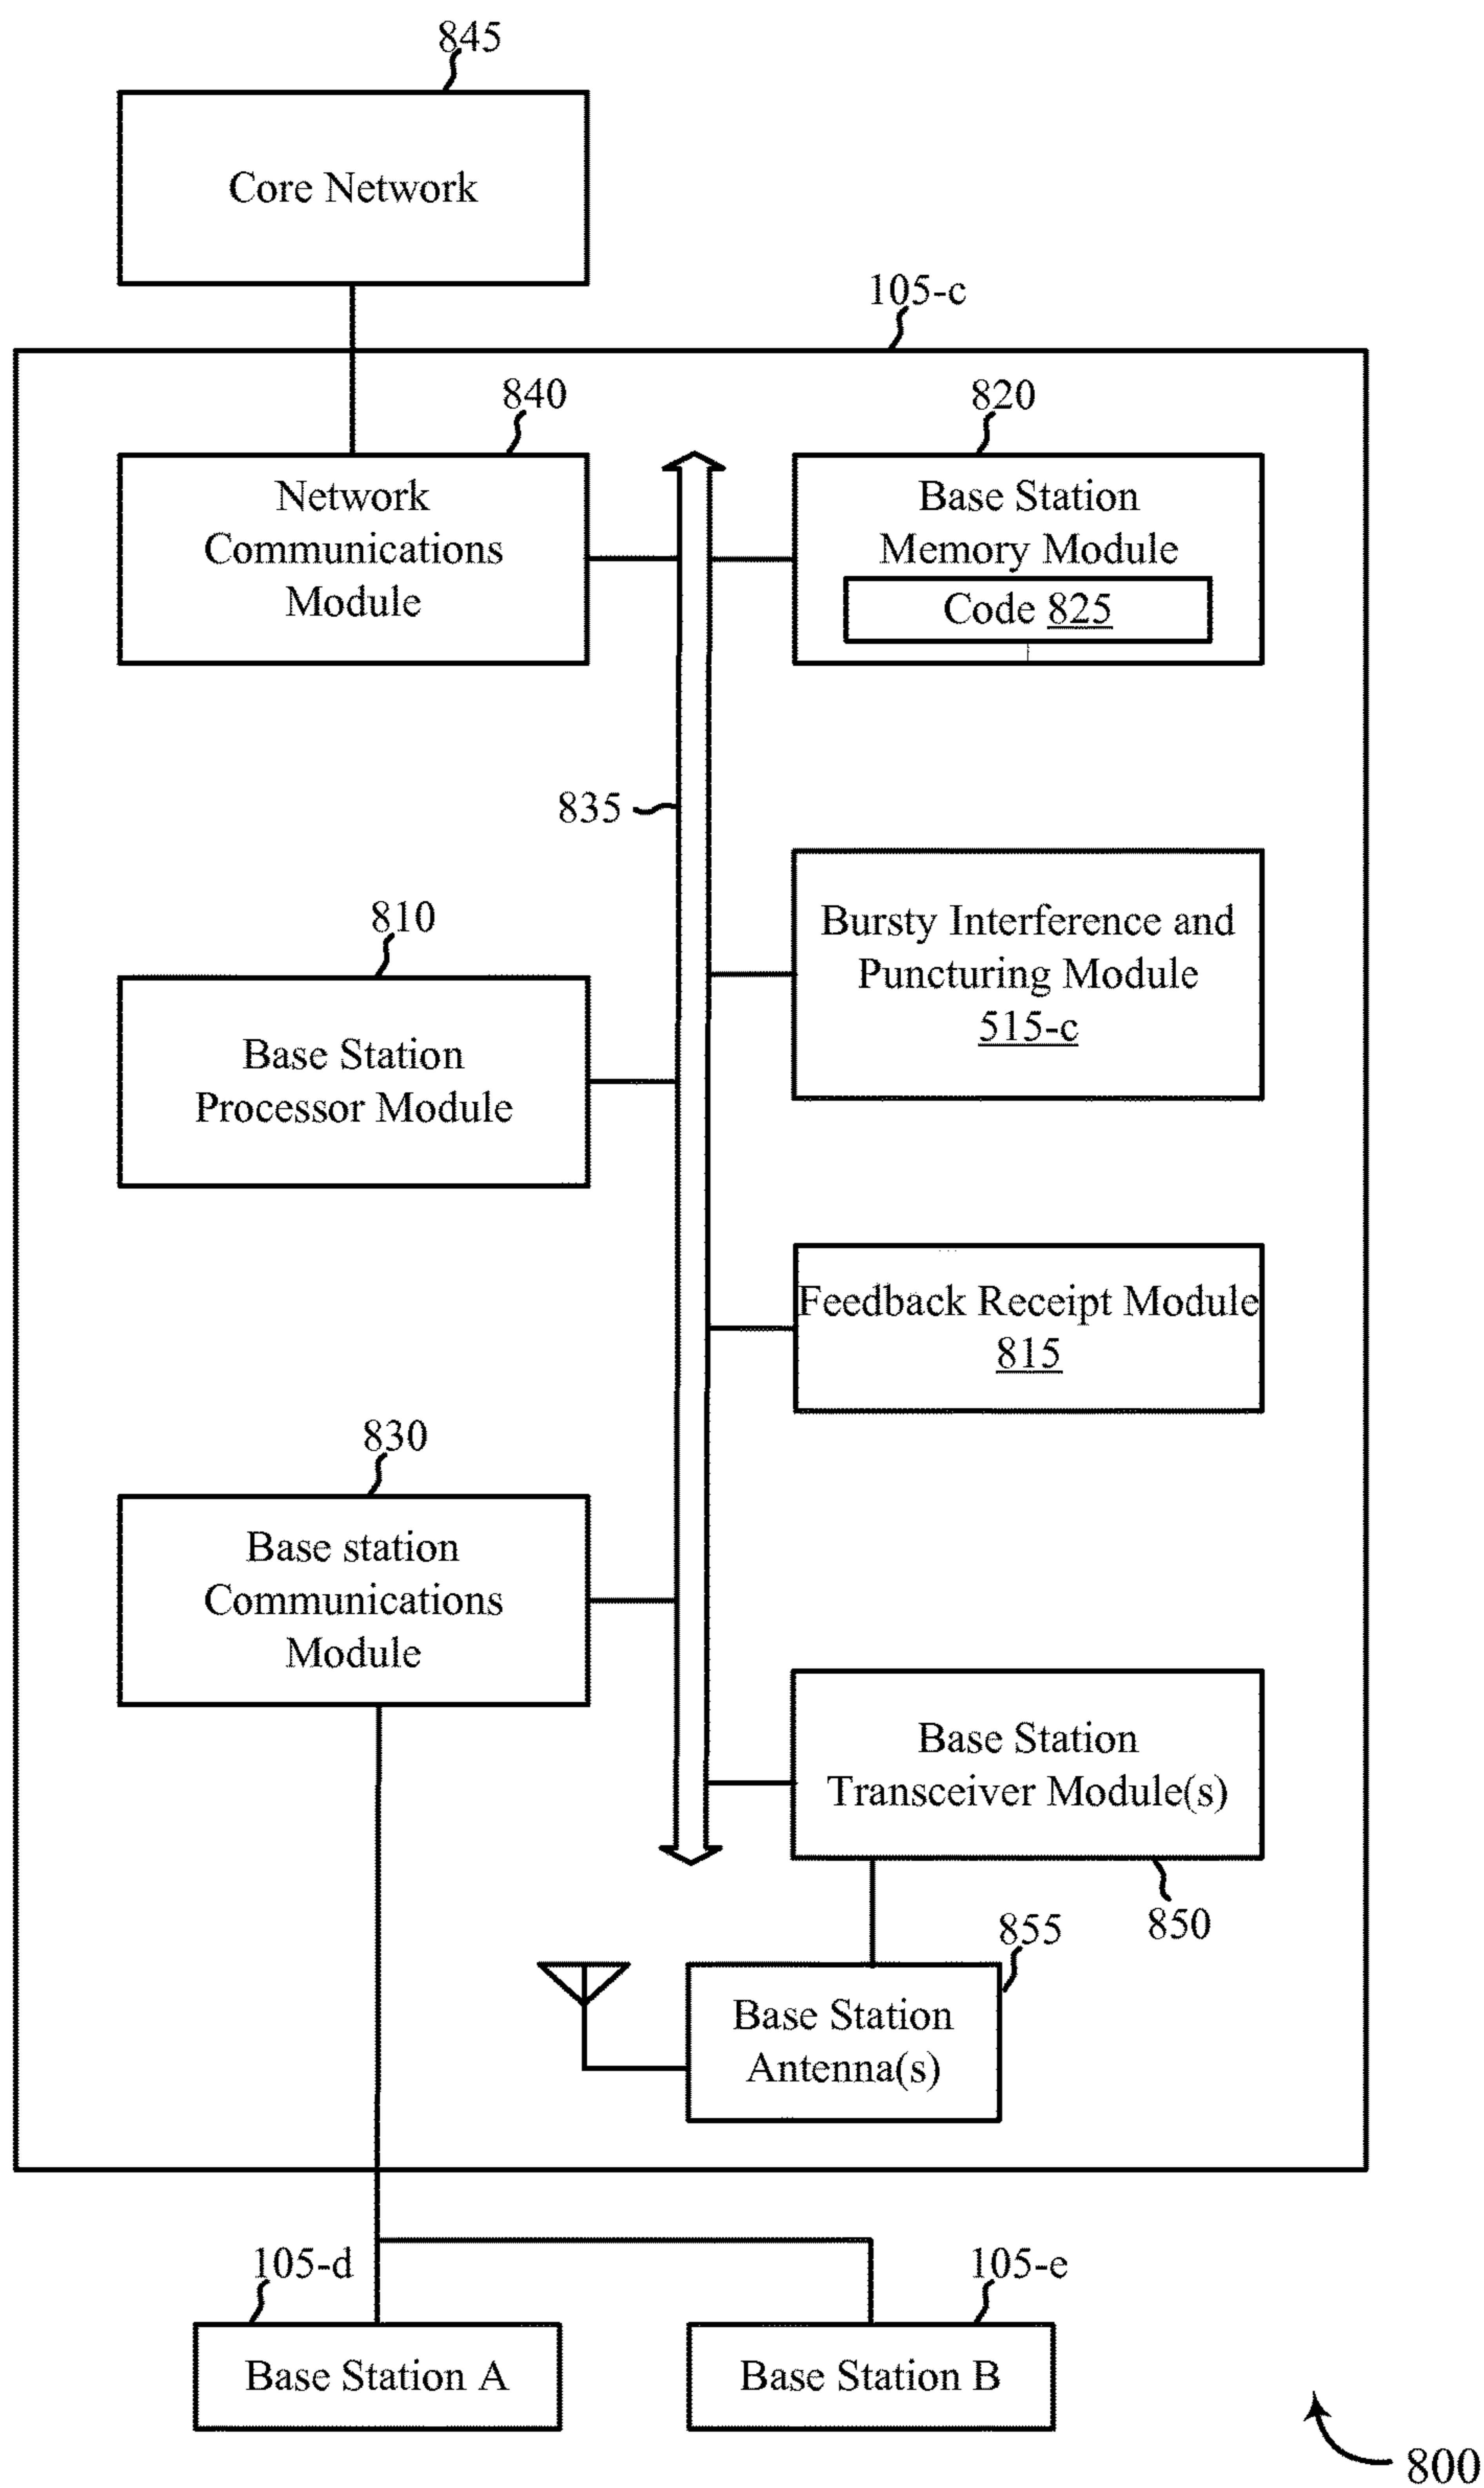 845
Core Network
105-c
840
820
Network
Communications
Module
Base Station
Memory Module
Code 825
835
Bursty Interference and
Puncturing Module
515-c
810
Base Station
Processor Module
Feedback Receipt Module
815
830
Base station
Communications
Module
Base Station
Transceiver Module(s)
850
855
Base Station
Antenna(s)
105-d
105-e
Base Station A
Base Station B
800